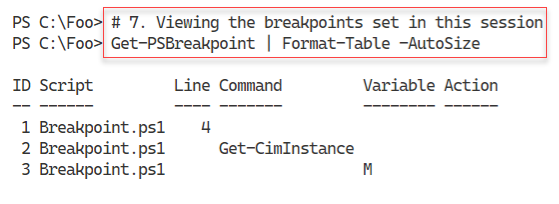 PS C:\Foo> # 7. Viewing the breakpoints set in this session
PS C:\Foo> Get-PSBreakpoint | Format-Table -AutoSize
ID Script         Line Command         Variable Action
-- ------         ---- -------         -------- ------
 1 Breakpoint.ps1    4
 2 Breakpoint.ps1      Get-CimInstance
 3 Breakpoint.ps1                      M